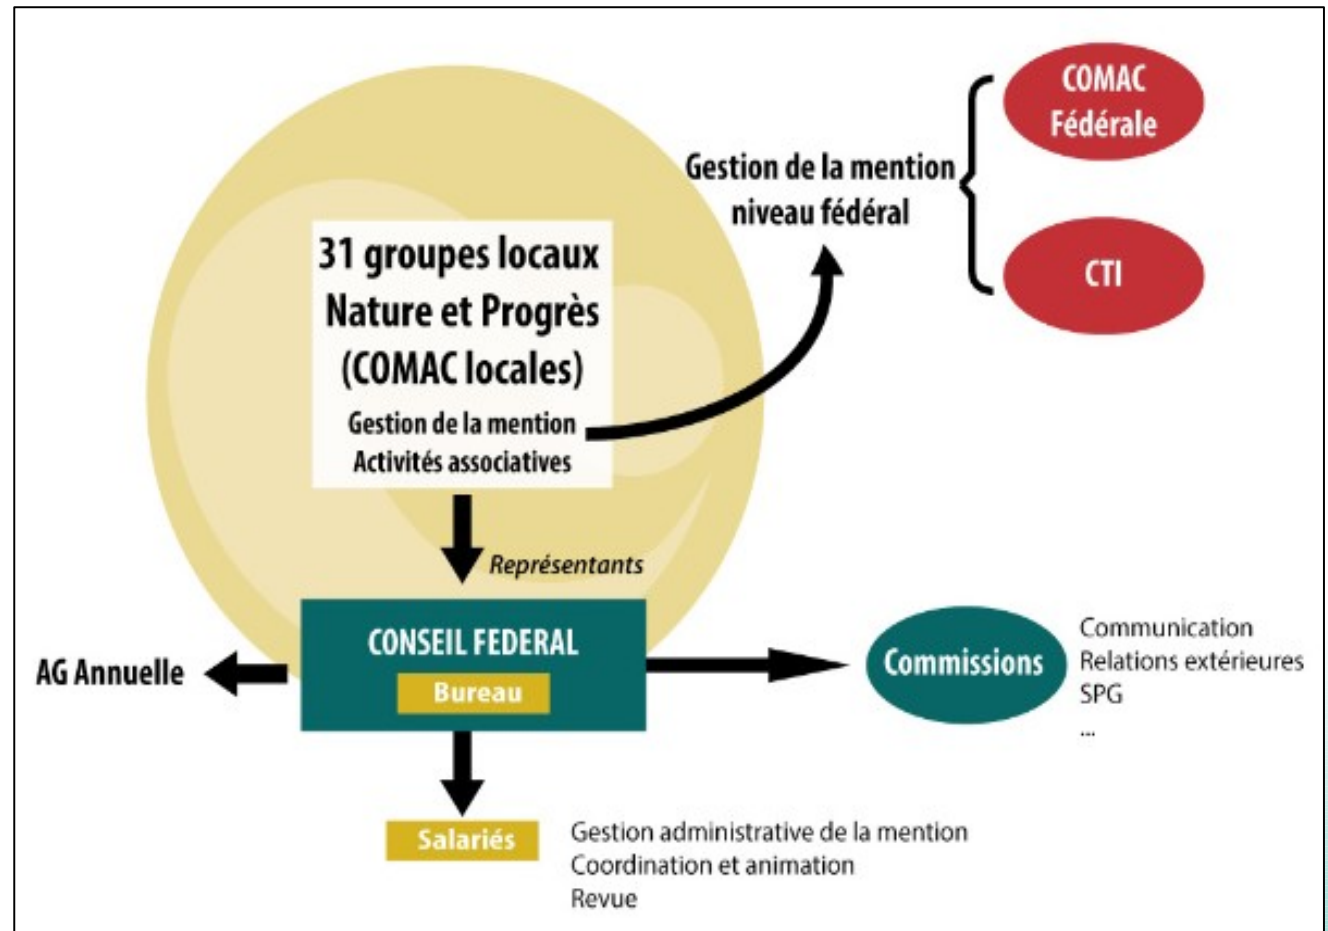 COMAC
Fédérale
Gestion de la mention
niveau fédéral
CTI
31 groupes locaux
Nature et Progrès
(COMAC locales)
Gestion de la mention
Activités associatives
Représentants
CONSEIL FEDERAL
Bureau
AG Annuelle
Commissions
Communication
Relations extérieures
SPG
...
Salariés
Gestion administrative de la mention
Coordination et animation
Revue